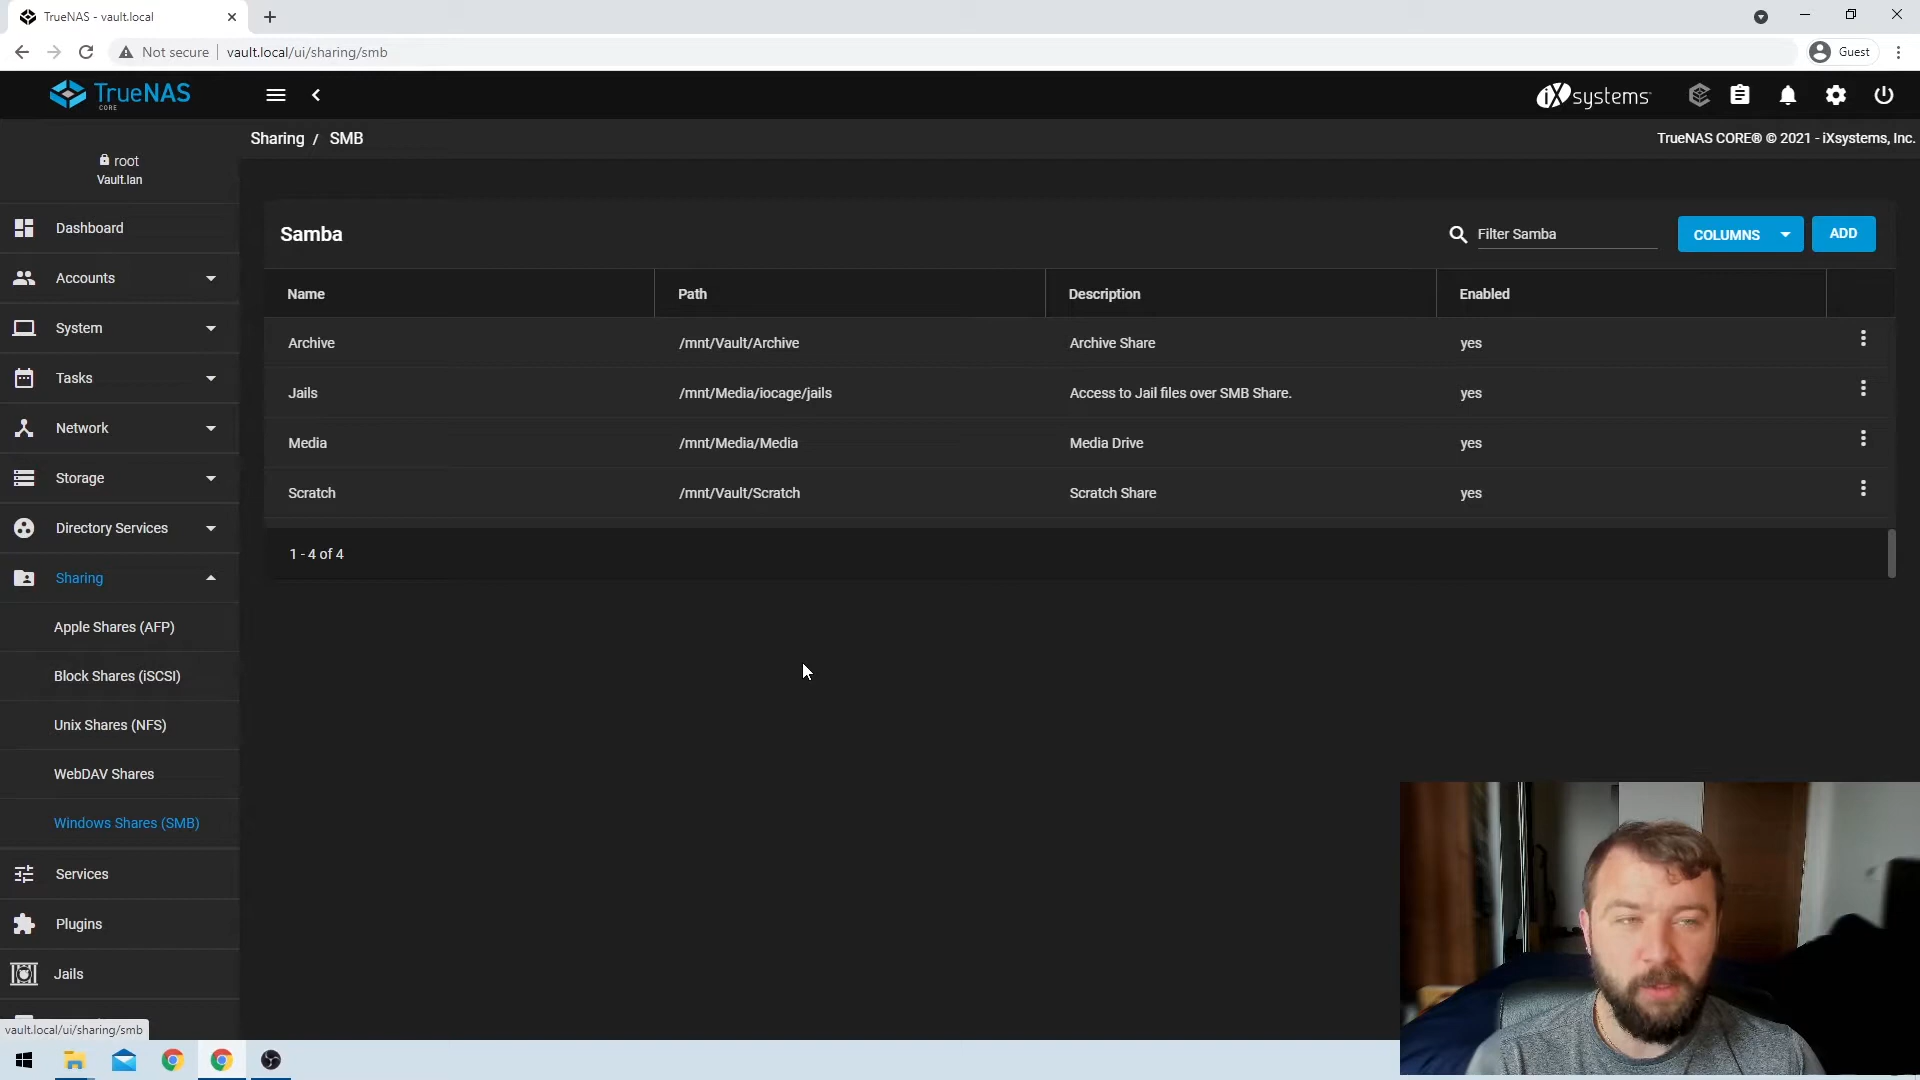 TrueNAS - vault.local
Not secure
vault.local/ui/sharing/smb
Guest
TrueNAS
CORE
iXsystems
root
Vault.lan
Sharing / SMB
TrueNAS CORE® © 2021 - iXsystems, Inc.
Dashboard
Accounts
System
Tasks
Network
Storage
Directory Services
Sharing
Apple Shares (AFP)
Block Shares (iSCSI)
Unix Shares (NFS)
WebDAV Shares
Windows Shares (SMB)
Services
Plugins
Jails
Samba
Filter Samba
COLUMNS
ADD
Name Path Description Enabled
Archive /mnt/Vault/Archive Archive Share yes
Jails /mnt/Media/iocage/jails Access to Jail files over SMB Share. yes
Media /mnt/Media/Media Media Drive yes
Scratch /mnt/Vault/Scratch Scratch Share yes
1 - 4 of 4
vault.local/ui/sharing/smb